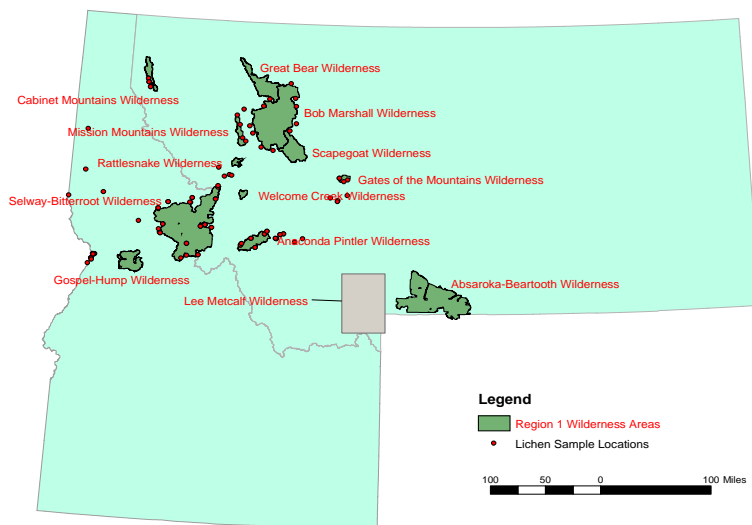 Great Bear Wilderness
Cabinet Mountains Wilderness
Bob Marshall Wilderness
Mission Mountains Wilderness
Scapegoat Wilderness
Rattlesnake Wilderness
Gates of the Mountains Wilderness
Welcome Creek Wilderness
Selway-Bitterroot Wilderness
Anaconda Pintler Wilderness
Gospel-Hump Wilderness
Absaroka-Beartooth Wilderness
Lee Metcalf Wilderness
Legend
Region 1 Wilderness Areas
Lichen Sample Locations
100 50 0 100 Miles